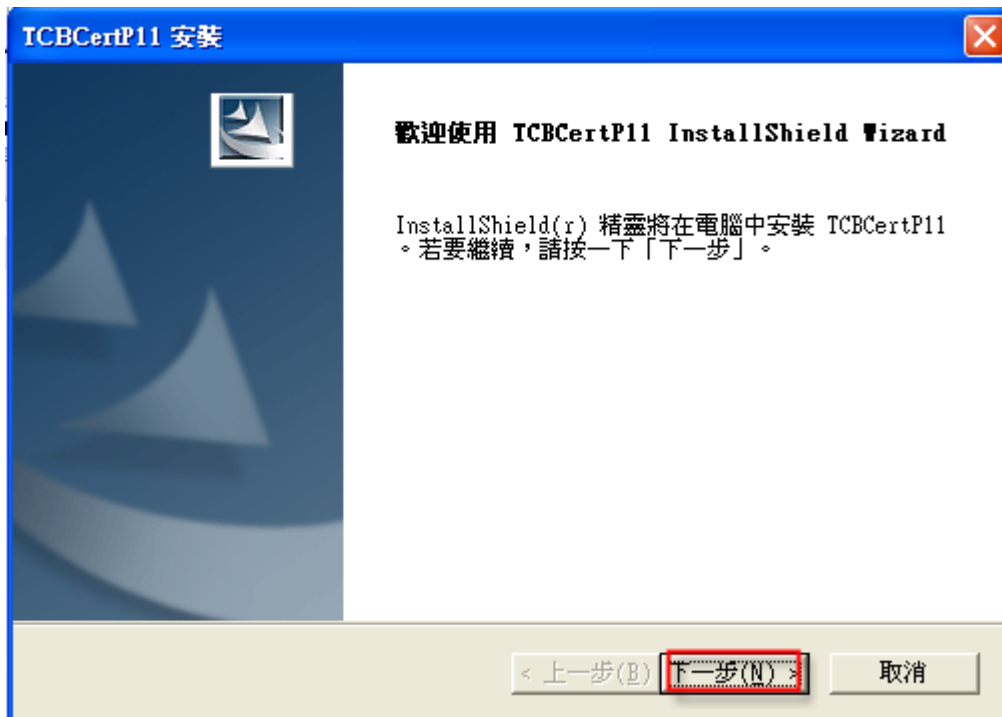 TCBCertP11 安裝
歡迎使用 TCBCertP11 InstallShield Wizard
InstallShield(r) 精靈將在電腦中安裝 TCBCertP11
。若要繼續，請按一下「下一步」。
< 上一步(B) 下一步(N) > 取消